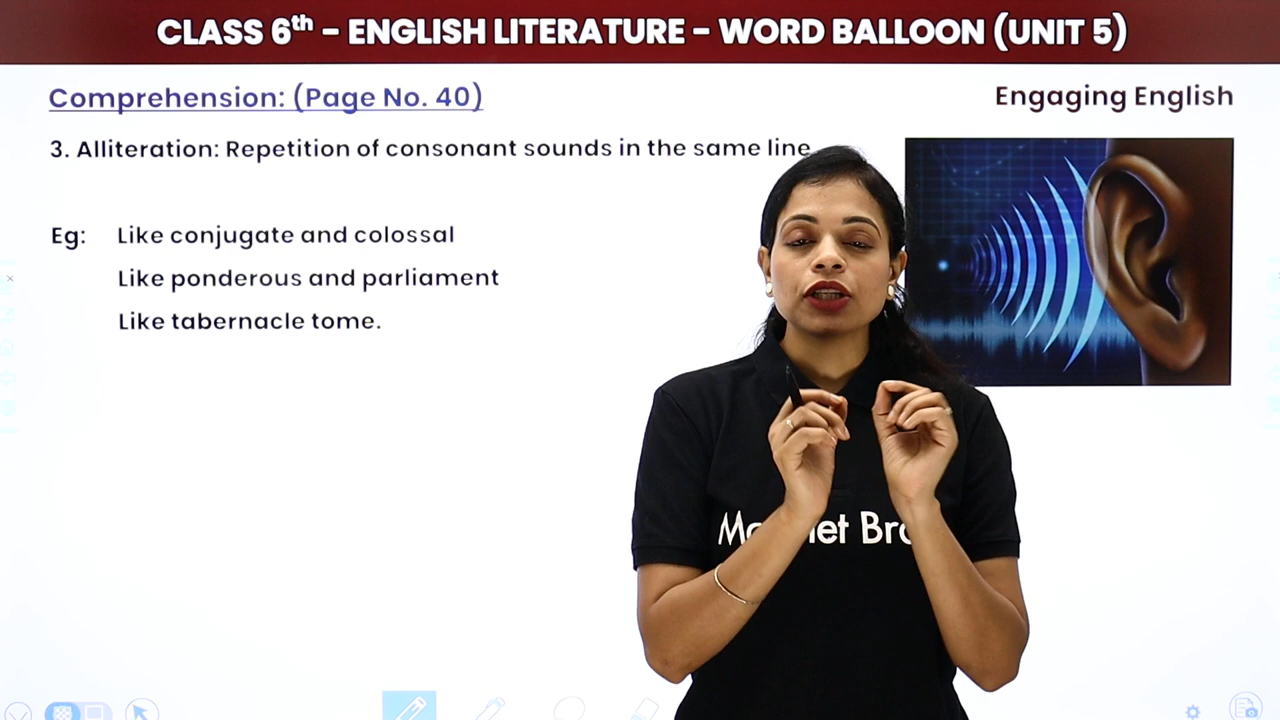 CLASS 6th – ENGLISH LITERATURE – WORD BALLOON (UNIT 5)
Comprehension: (Page No. 40)
Engaging English
3. Alliteration: Repetition of consonant sounds in the same line
Eg: Like conjugate and colossal
Like ponderous and parliament
Like tabernacle tome.